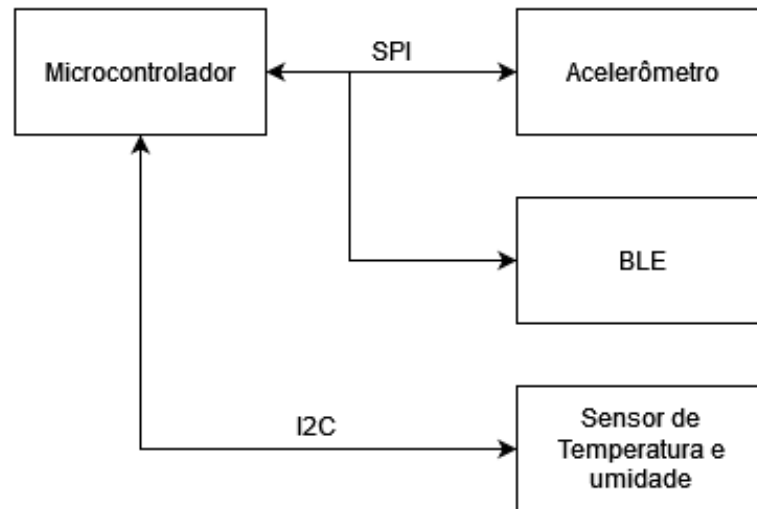 Microcontrolador
SPI
Acelerômetro
BLE
I2C
Sensor de
Temperatura e
umidade